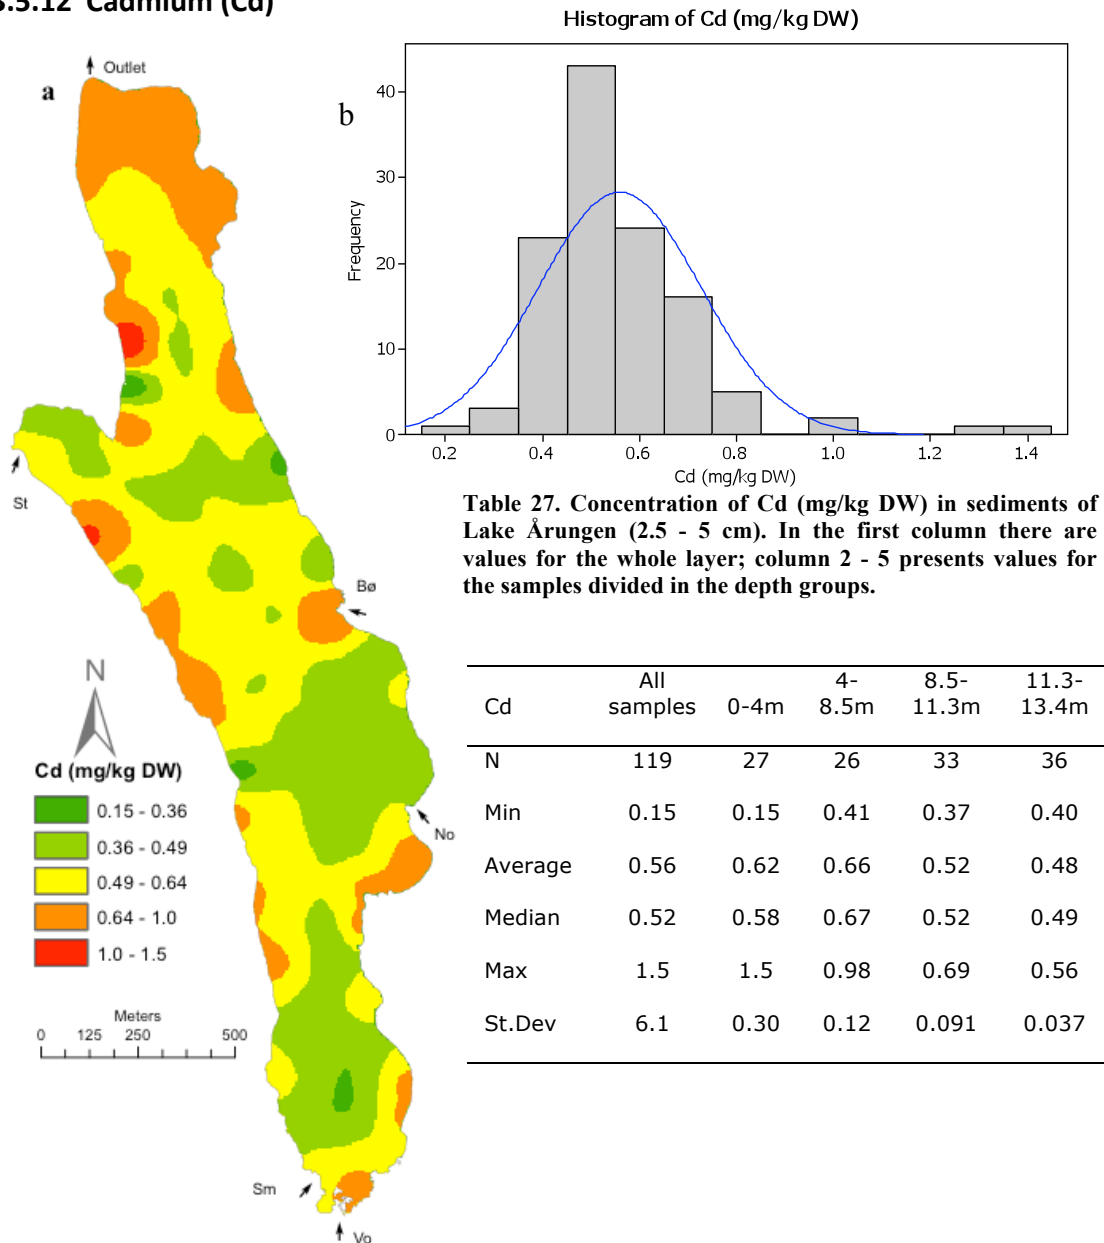 3.5.12 Cadmium (Cd)
Histogram of Cd (mg/kg DW)
Outlet
a
b
40
30
20
10
0
Frequency
0.2 0.4 0.6 0.8 1.0 1.2 1.4
Cd (mg/kg DW)
St
Bø
No
Sm
Vo
N
Cd (mg/kg DW)
0.15 - 0.36
0.36 - 0.49
0.49 - 0.64
0.64 - 1.0
1.0 - 1.5
Meters
0 125 250 500
Table 27. Concentration of Cd (mg/kg DW) in sediments of
Lake Årungen (2.5 - 5 cm). In the first column there are
values for the whole layer; column 2 - 5 presents values for
the samples divided in the depth groups.
All 4- 8.5- 11.3-
Cd samples 0-4m 8.5m 11.3m 13.4m
N 119 27 26 33 36
Min 0.15 0.15 0.41 0.37 0.40
Average 0.56 0.62 0.66 0.52 0.48
Median 0.52 0.58 0.67 0.52 0.49
Max 1.5 1.5 0.98 0.69 0.56
St.Dev 6.1 0.30 0.12 0.091 0.037